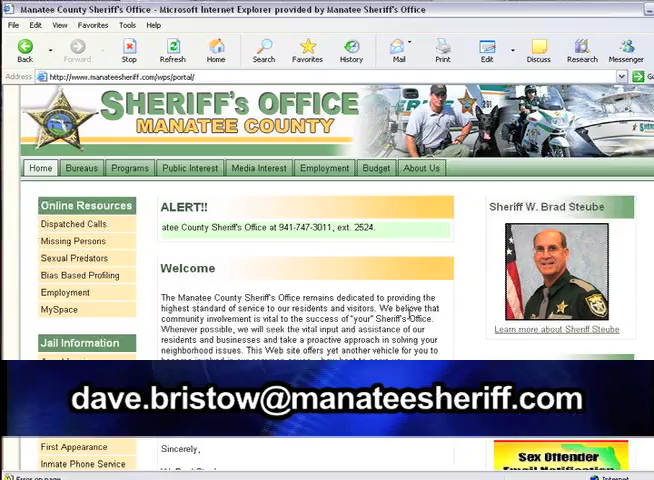 Manatee County Sheriff's Office - Microsoft Internet Explorer provided by Manatee Sheriff's Office
File Edit View Favorites Tools Help
Back Forward Stop Refresh Home Search Favorites History Mail Print Edit Discuss Research Messenger
Address http://www.manateesheriff.com/wps/portal/ Go
SHERIFF'S OFFICE
MANATEE COUNTY
Home Bureaus Programs Public Interest Media Interest Employment Budget About Us
Online Resources
Dispatched Calls
Missing Persons
Sexual Predators
Bias Based Profiling
Employment
MySpace
Jail Information
ALERT!!
atee County Sheriff's Office at 941-747-3011, ext. 2524.
Welcome
The Manatee County Sheriff's Office remains dedicated to providing the
highest standard of service to our residents and visitors. We believe that
community involvement is vital to the success of "your" Sheriff's Office.
Wherever possible, we will seek the vital input and assistance of our
residents and businesses and take a proactive approach in solving your
neighborhood issues. This Web site offers yet another vehicle for you to
Sheriff W. Brad Steube
Learn more about Sheriff Steube
dave.bristow@manateesheriff.com
First Appearance
Inmate Phone Service
Sincerely,
Sex Offender
Email Notification
Error on page
Internet